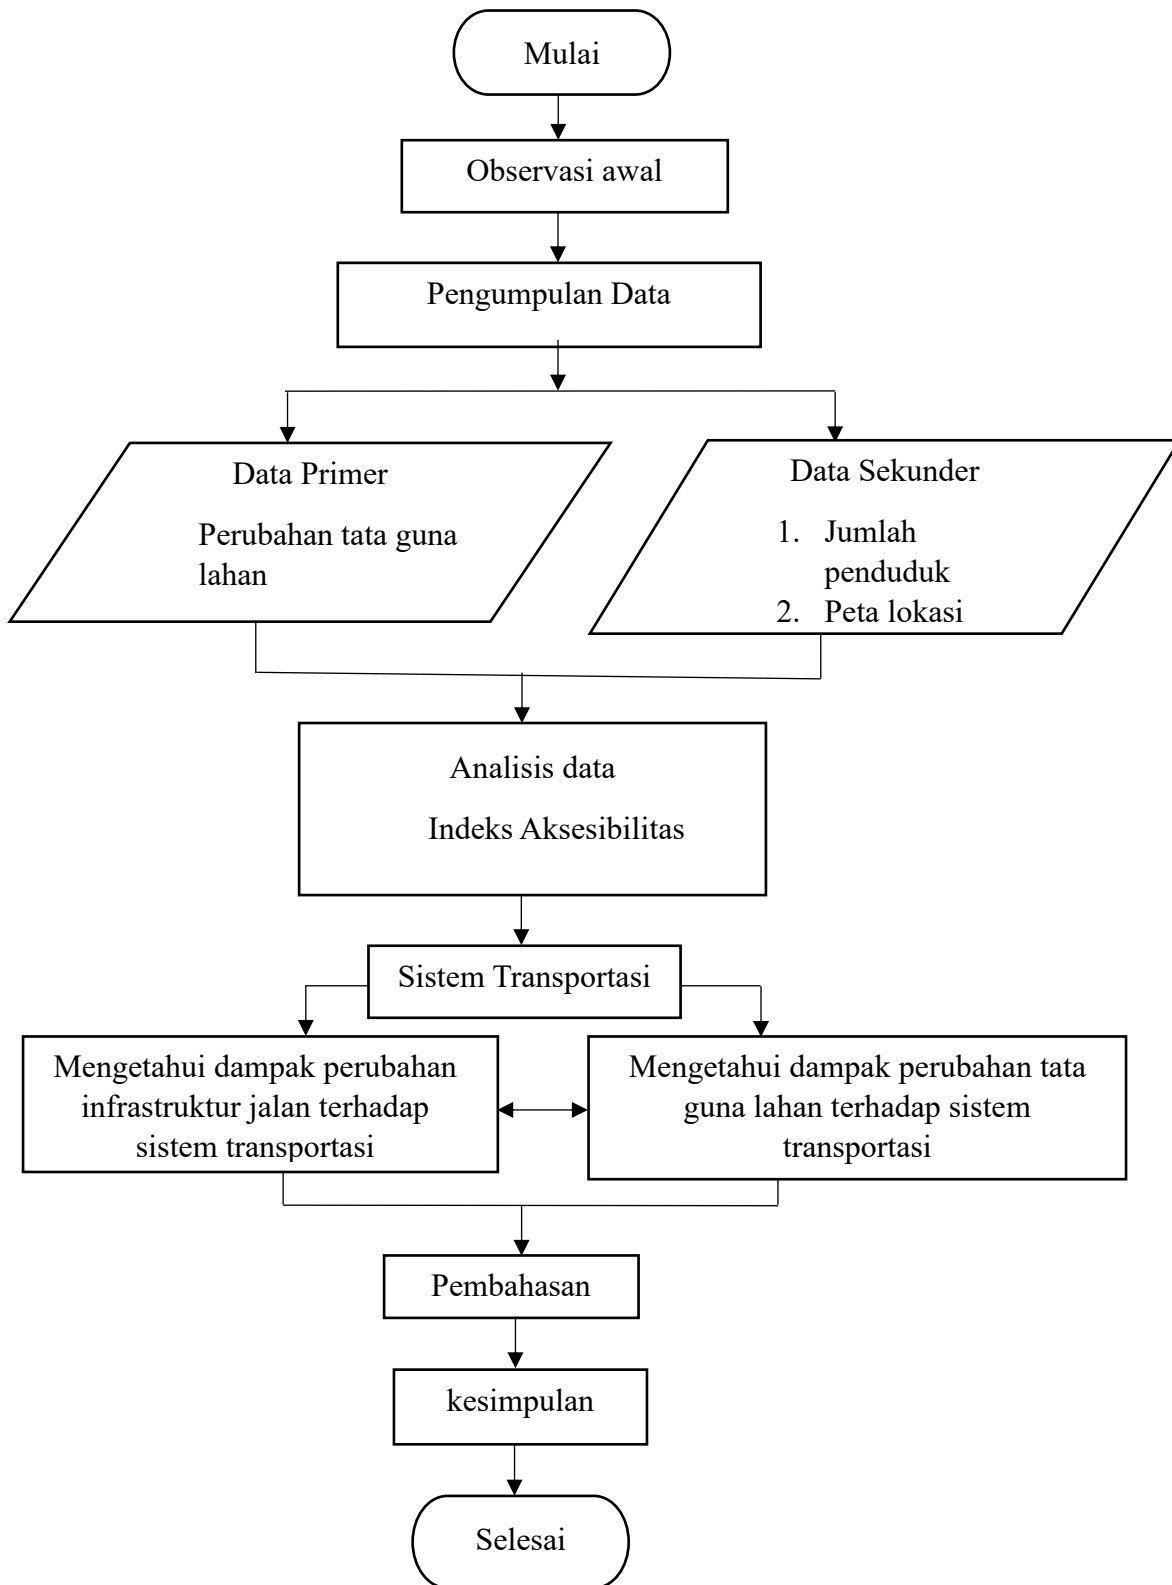 Mulai
Observasi awal
Pengumpulan Data
Data Primer
Perubahan tata guna
lahan
Data Sekunder
1. Jumlah
penduduk
2. Peta lokasi
Analisis data
Indeks Aksesibilitas
Sistem Transportasi
Mengetahui dampak perubahan
infrastruktur jalan terhadap
sistem transportasi
Mengetahui dampak perubahan tata
guna lahan terhadap sistem
transportasi
Pembahasan
kesimpulan
Selesai